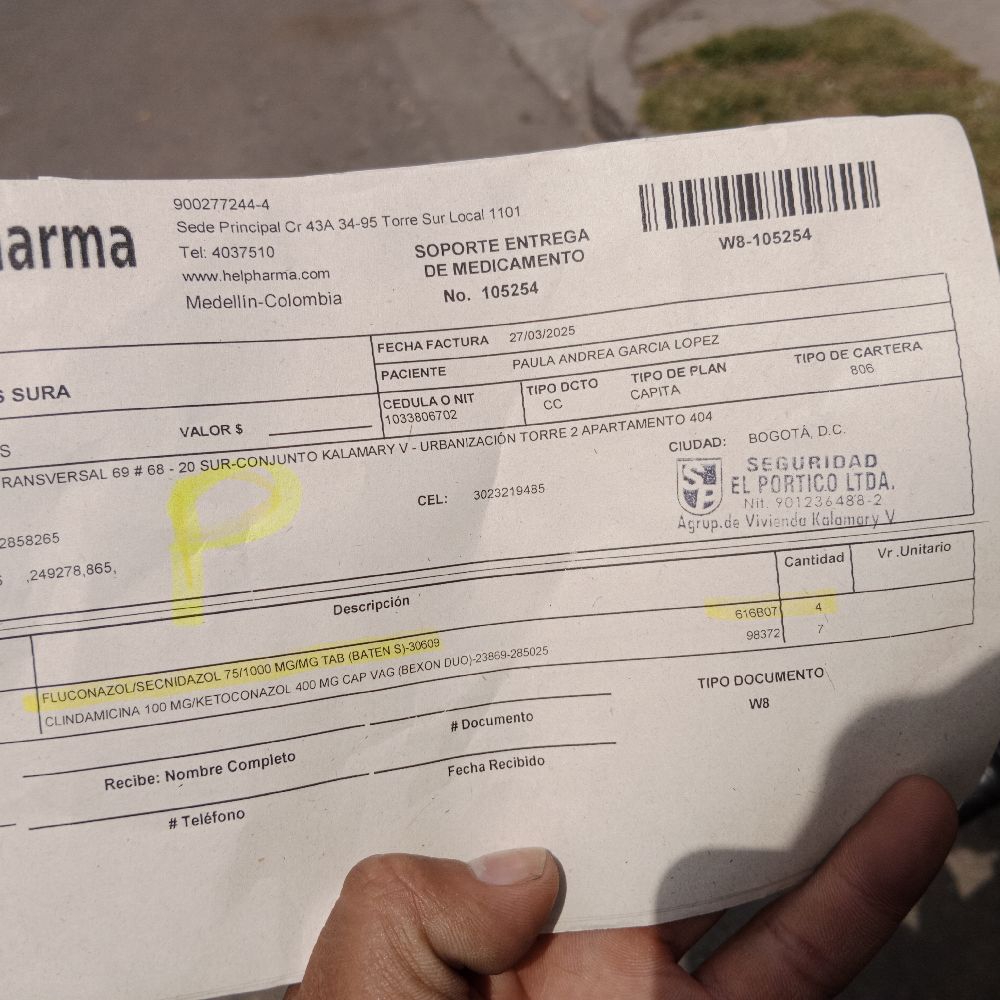 arma
900277244-4
Sede Principal Cr 43A 34-95 Torre Sur Local 1101
Tel: 4037510
www.helpharma.com
Medellín-Colombia
SOPORTE ENTREGA
DE MEDICAMENTO
No. 105254
W8-105254
FECHA FACTURA 27/03/2025
PACIENTE PAULA ANDREA GARCIA LOPEZ
S SURA
CEDULA O NIT
1033806702
TIPO DCTO
CC
TIPO DE PLAN
CAPITA
TIPO DE CARTERA
806
S
VALOR $
RANSVERSAL 69 # 68 - 20 SUR-CONJUNTO KALAMARY V - URBANIZACIÓN TORRE 2 APARTAMENTO 404
CIUDAD: BOGOTÁ, D.C.
P
CEL: 3023219485
SP
SEGURIDAD
EL PORTICO LTDA.
Nit. 901236488-2
Agrup.de Vivienda Kalamary V
2858265
S ,249278,865,
Descripción Cantidad Vr .Unitario
FLUCONAZOL/SECNIDAZOL 75/1000 MG/MG TAB (BATEN S)-30609 616B07 4
CLINDAMICINA 100 MG/KETOCONAZOL 400 MG CAP VAG (BEXON DUO)-23869-285025 98372 7
TIPO DOCUMENTO
W8
Recibe: Nombre Completo # Documento
# Teléfono Fecha Recibido